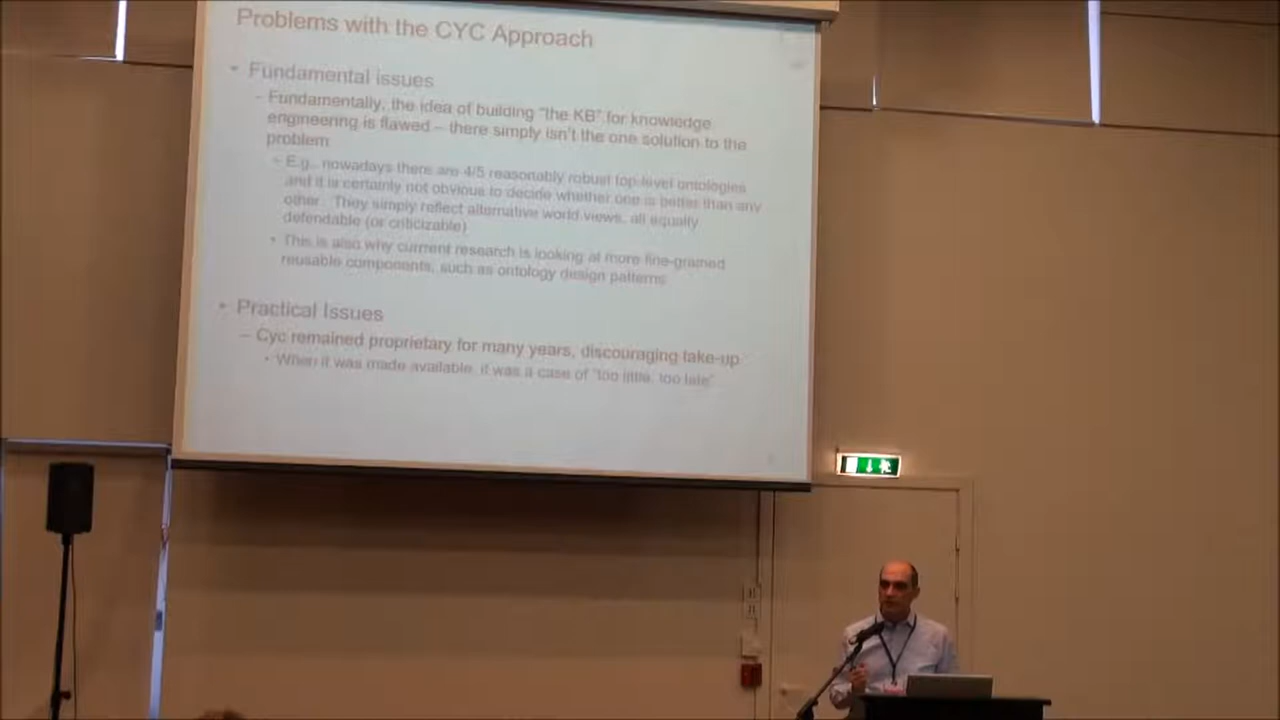 Problems with the CYC Approach
• Fundamental issues
– Fundamentally, the idea of building "the KB" for knowledge
engineering is flawed – there simply isn't the one solution to the
problem
– E.g., nowadays there are 4/5 reasonably robust top-level ontologies
and it is certainly not obvious to decide whether one is better than any
other. They simply reflect alternative world views, all equally
defendable (or criticizable)
• This is also why current research is looking at more fine-grained
reusable components, such as ontology design patterns
• Practical Issues
– Cyc remained proprietary for many years, discouraging take-up
• When it was made available, it was a case of "too little, too late"